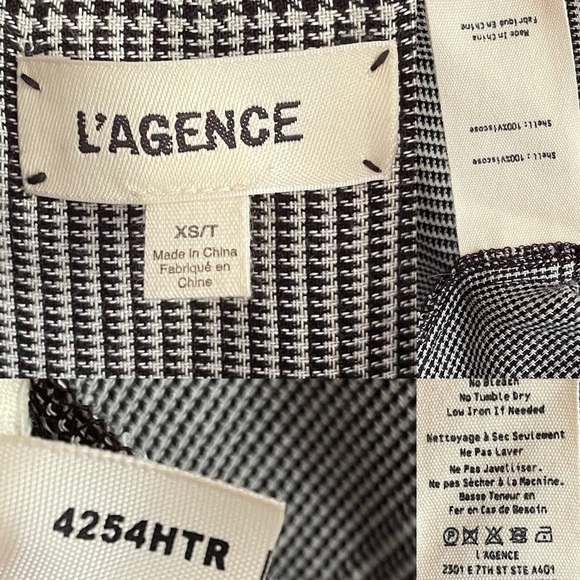 L'AGENCE
XS/T
Made in China
Fabriqué en
Chine
Made In China
Fabriqué En Chine
Shell: 100%Viscose
Shell: 100%Viscose
4254HTR
No Bleach
No Tumble Dry
Low Iron If Needed
Nettoyage à Sec Seulement
Ne Pas Laver
Ne Pas Javelliser.
Ne pas Sécher à la Machine.
Basse Teneur en
Fer en Cas de Besoin
L'AGENCE
2301 E 7TH ST STE A401